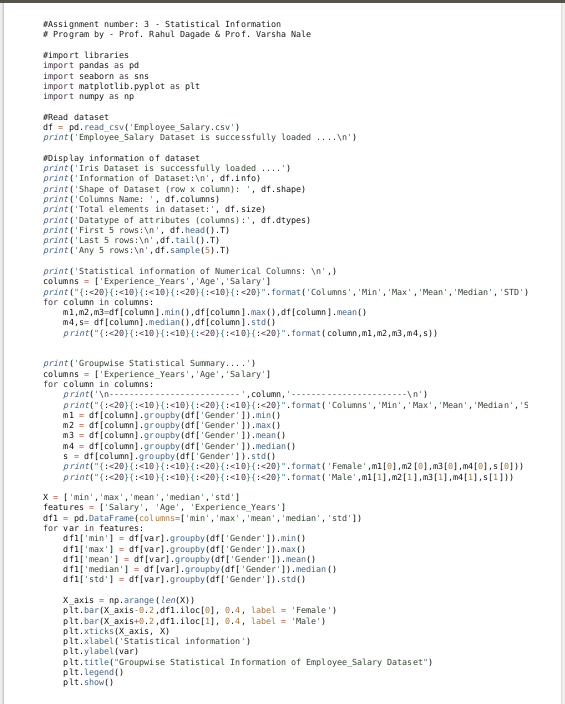 #Assignment number: 3 - Statistical Information
# Program by - Prof. Rahul Dagade & Prof. Varsha Nale
#import libraries
import pandas as pd
import seaborn as sns
import matplotlib.pyplot as plt
import numpy as np
#Read dataset
df = pd.read_csv('Employee_Salary.csv')
print('Employee_Salary Dataset is successfully loaded ....\n')
#Display information of dataset
print('Iris Dataset is successfully loaded ....')
print('Information of Dataset:\n', df.info)
print('Shape of Dataset (row x column): ', df.shape)
print('Columns Name: ', df.columns)
print('Total elements in dataset:', df.size)
print('Datatype of attributes (columns):', df.dtypes)
print('First 5 rows:\n', df.head().T)
print('Last 5 rows:\n',df.tail().T)
print('Any 5 rows:\n',df.sample(5).T)
print('Statistical information of Numerical Columns: \n',)
columns = ['Experience_Years','Age','Salary']
print("{:<20}{:<10}{:<10}{:<20}{:<10}{:<20}".format('Columns','Min','Max','Mean','Median','STD')
for column in columns:
    m1,m2,m3=df[column].min(),df[column].max(),df[column].mean()
    m4,s= df[column].median(),df[column].std()
    print("{:<20}{:<10}{:<10}{:<20}{:<20}{:<20}".format(column,m1,m2,m3,m4,s))
print('Groupwise Statistical Summary....')
columns = ['Experience_Years','Age','Salary']
for column in columns:
    print('\n--------------------------',column,'-----------------------\n')
    print("{:<20}{:<10}{:<10}{:<20}{:<20}{:<20}".format('Columns','Min','Max','Mean','Median','S
    m1 = df[column].groupby(df['Gender']).min()
    m2 = df[column].groupby(df['Gender']).max()
    m3 = df[column].groupby(df['Gender']).mean()
    m4 = df[column].groupby(df['Gender']).median()
    s = df[column].groupby(df['Gender']).std()
    print("{:<20}{:<10}{:<10}{:<20}{:<20}{:<20}".format('Female',m1[0],m2[0],m3[0],m4[0],s[0]))
    print("{:<20}{:<10}{:<10}{:<20}{:<20}{:<20}".format('Male',m1[1],m2[1],m3[1],m4[1],s[1]))
X = ['min','max','mean','median','std']
features = ['Salary', 'Age', 'Experience_Years']
df1 = pd.DataFrame(columns=['min','max','mean','median','std'])
for var in features:
    df1['min'] = df[var].groupby(df['Gender']).min()
    df1['max'] = df[var].groupby(df['Gender']).max()
    df1['mean'] = df[var].groupby(df['Gender']).mean()
    df1['median'] = df[var].groupby(df['Gender']).median()
    df1['std'] = df[var].groupby(df['Gender']).std()
    X_axis = np.arange(len(X))
    plt.bar(X_axis-0.2,df1.iloc[0], 0.4, label = 'Female')
    plt.bar(X_axis+0.2,df1.iloc[1], 0.4, label = 'Male')
    plt.xticks(X_axis, X)
    plt.xlabel('Statistical information')
    plt.ylabel(var)
    plt.title("Groupwise Statistical Information of Employee_Salary Dataset")
    plt.legend()
    plt.show()